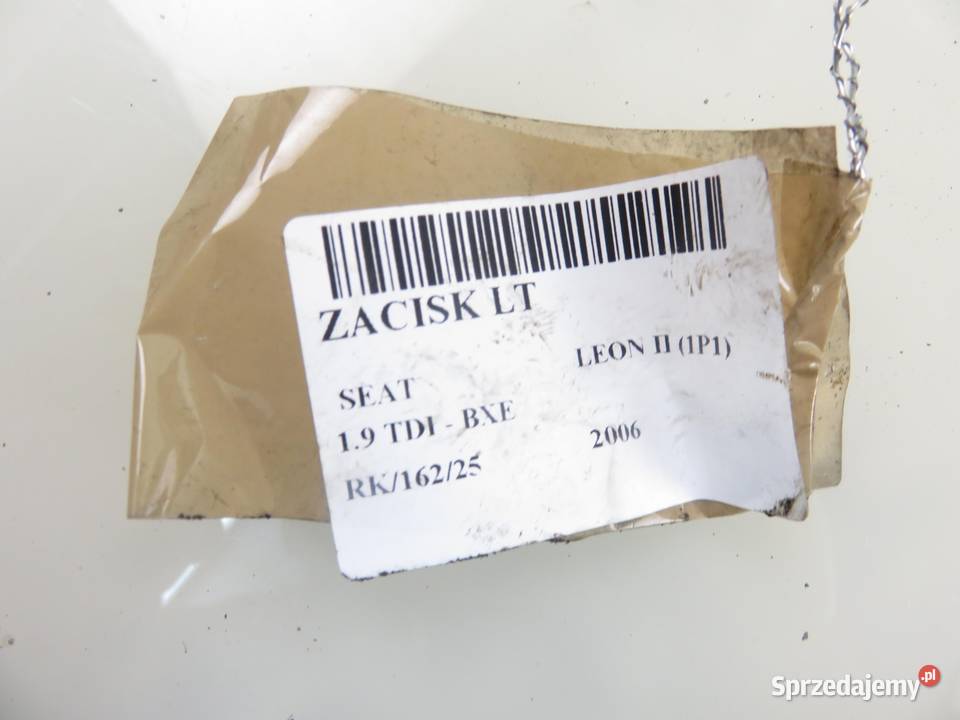 ZACISK LT
SEAT LEON II (1P1)
1.9 TDI - BXE
2006
RK/162/25
Sprzedajemy.pl